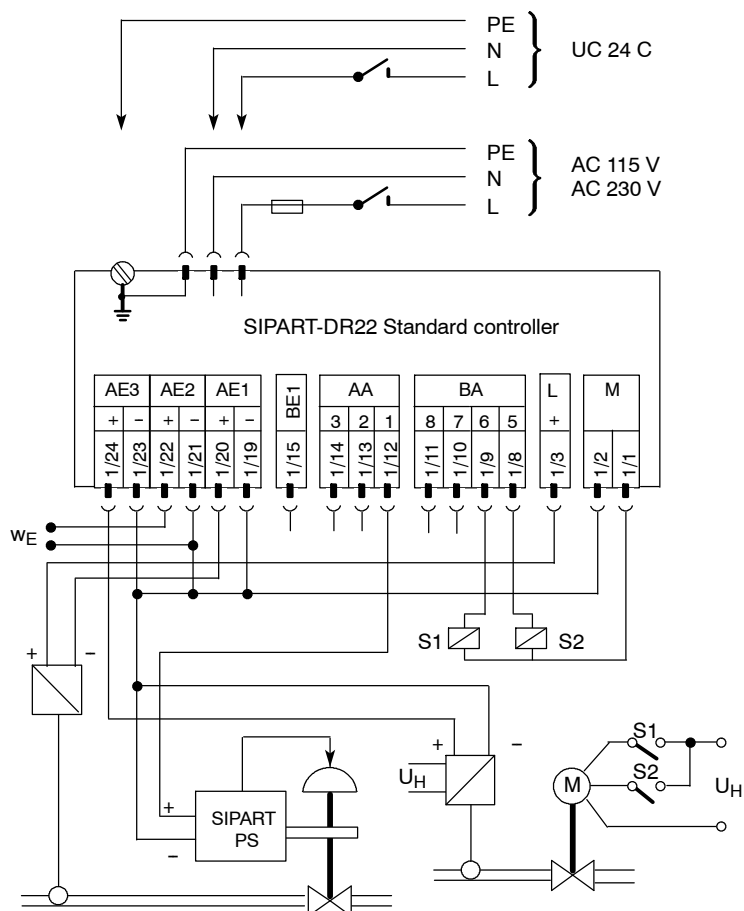 PE
N UC 24 C
L
PE
AC 115 V
N
AC 230 V
L
SIPART-DR22 Standard controller
AE3 AE2 AE1 BE1 AA BA L M
+ − + − + − 3 2 1 8 7 6 5 +
1/24 1/23 1/22 1/21 1/20 1/19 1/15 1/14 1/13 1/12 1/11 1/10 1/9 1/8 1/3 1/2 1/1
wE
S1 S2
+ −
+ −
S1
UH
S2
M UH
+
SIPART
PS
−